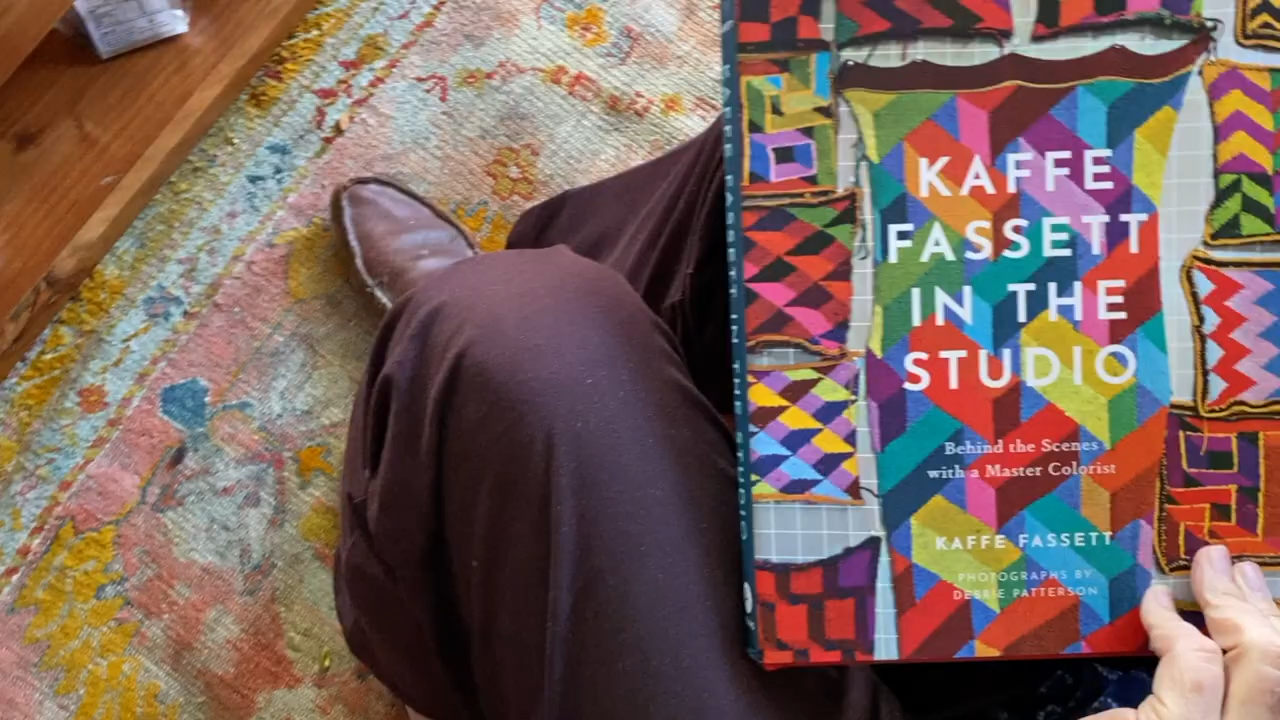 KAFFE
FASSETT
IN THE
STUDIO
Behind the Scenes
with a Master Colorist
KAFFE FASSETT
PHOTOGRAPHS BY
DEBBIE PATTERSON